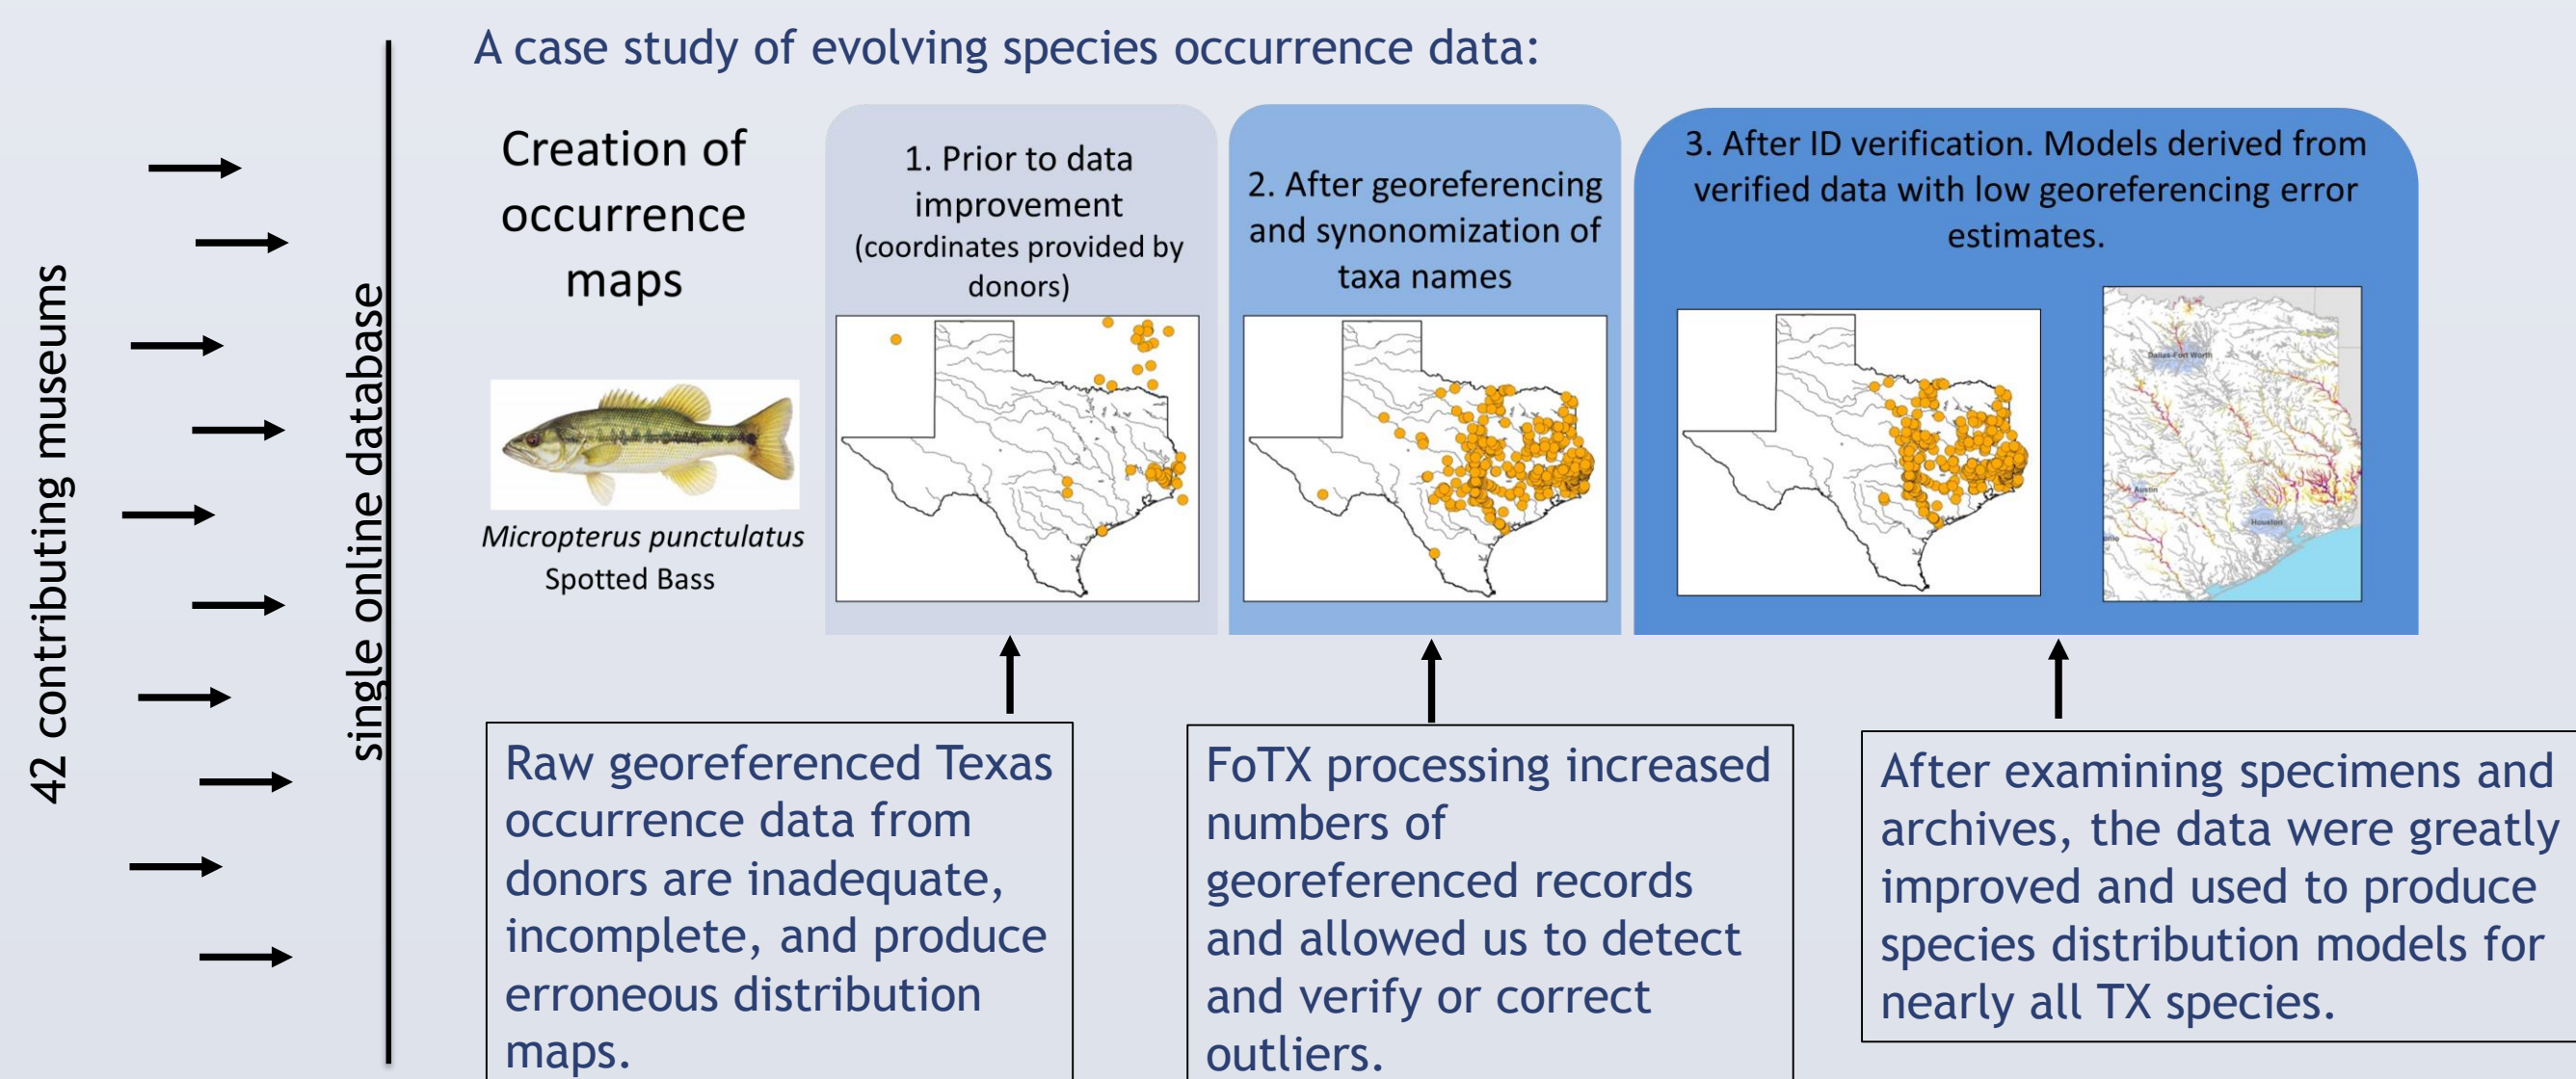 A case study of evolving species occurrence data:
42 contributing museums
single online database
Creation of
occurrence
maps
Micropterus punctulatus
Spotted Bass
1. Prior to data
improvement
(coordinates provided by
donors)
2. After georeferencing
and synonomization of
taxa names
3. After ID verification. Models derived from
verified data with low georeferencing error
estimates.
Dallas-Fort Worth
Austin
Houston
Raw georeferenced Texas
occurrence data from
donors are inadequate,
incomplete, and produce
erroneous distribution
maps.
FoTX processing increased
numbers of
georeferenced records
and allowed us to detect
and verify or correct
outliers.
After examining specimens and
archives, the data were greatly
improved and used to produce
species distribution models for
nearly all TX species.